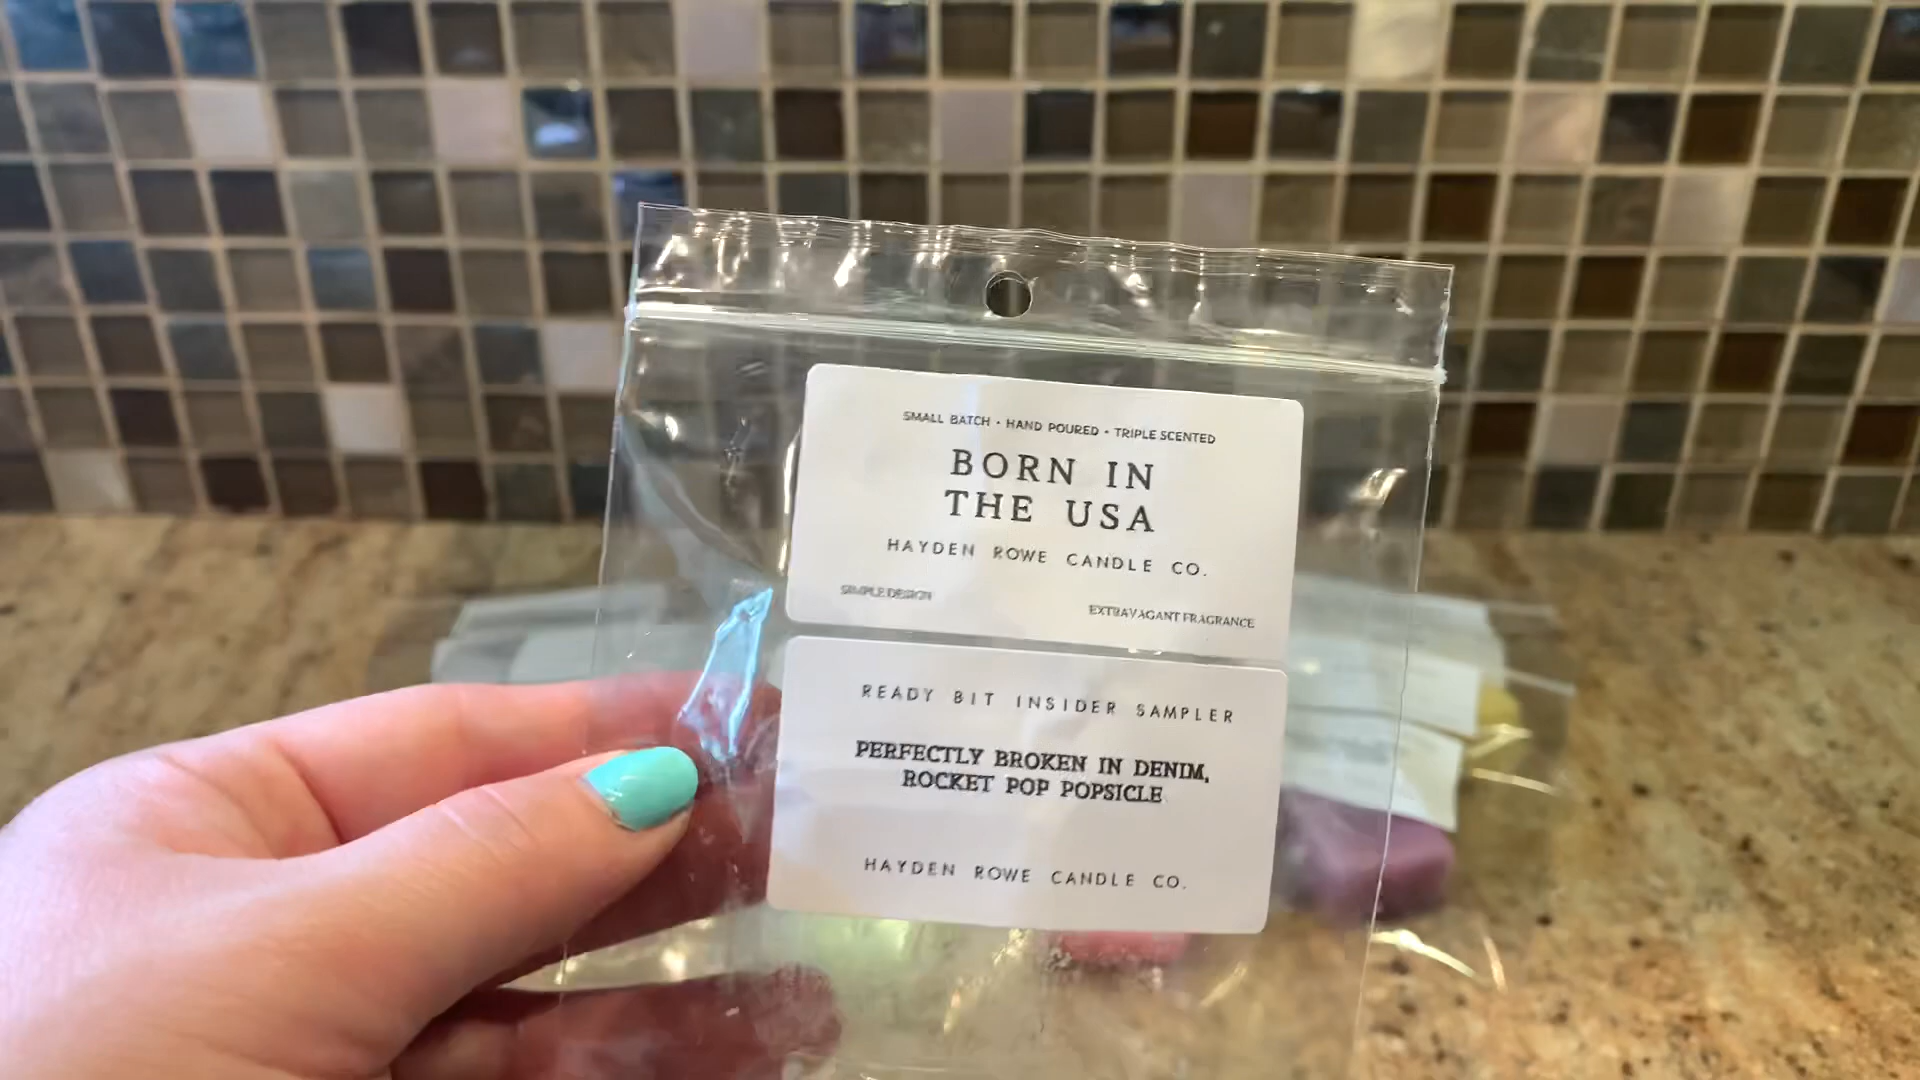 SMALL BATCH • HAND POURED • TRIPLE SCENTED
BORN IN
THE USA
HAYDEN ROWE CANDLE CO.
SIMPLE DESIGN
EXTRAVAGANT FRAGRANCE
READY BIT INSIDER SAMPLER
PERFECTLY BROKEN IN DENIM,
ROCKET POP POPSICLE
HAYDEN ROWE CANDLE CO.